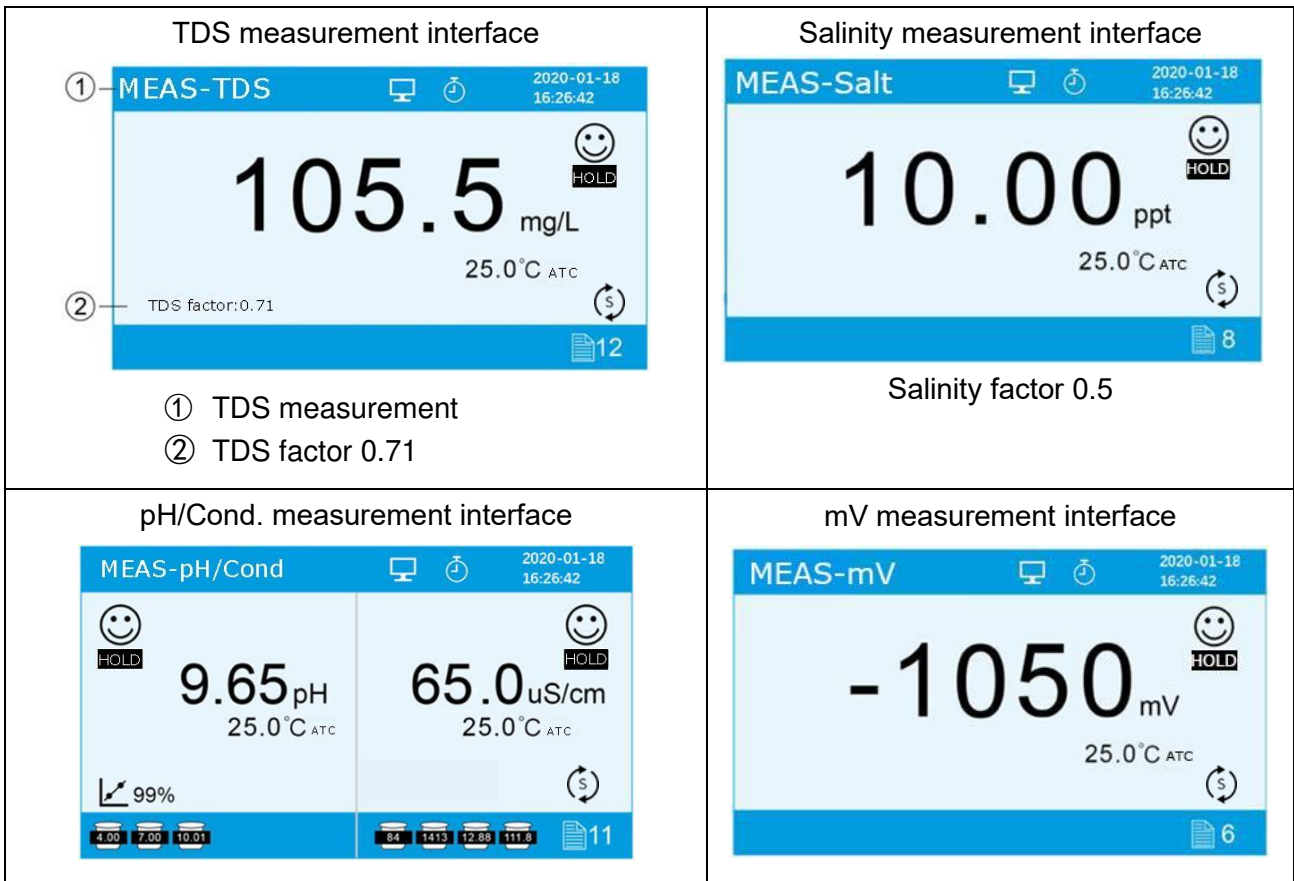 TDS measurement interface
①
MEAS-TDS
2020-01-18
16:26:42
HOLD
105.5 mg/L
25.0°C ATC
②
TDS factor:0.71
S
12
① TDS measurement
② TDS factor 0.71
Salinity measurement interface
MEAS-Salt
2020-01-18
16:26:42
HOLD
10.00 ppt
25.0°C ATC
S
8
Salinity factor 0.5
pH/Cond. measurement interface
MEAS-pH/Cond
2020-01-18
16:26:42
HOLD
9.65 pH
25.0°C ATC
99%
4.00 7.00 10.01
HOLD
65.0 uS/cm
25.0°C ATC
S
84 1413 12.88 111.8
11
mV measurement interface
MEAS-mV
2020-01-18
16:26:42
HOLD
-1050 mV
25.0°C ATC
S
6